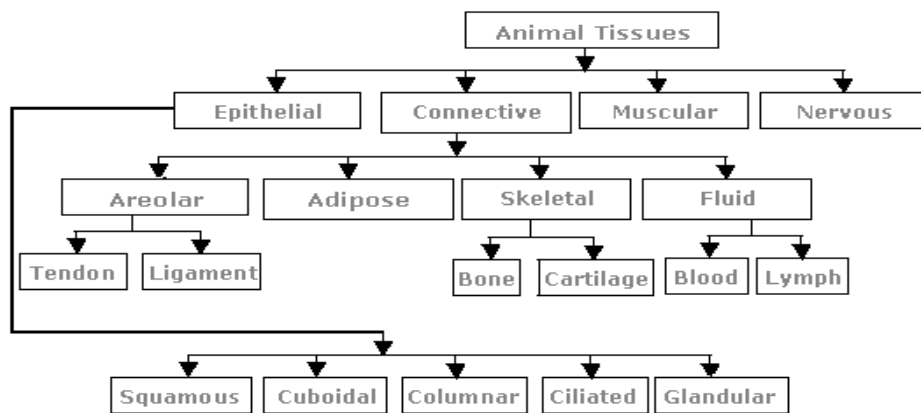 Animal Tissues
Epithelial
Connective
Muscular
Nervous
Areolar
Adipose
Skeletal
Fluid
Tendon
Ligament
Bone
Cartilage
Blood
Lymph
Squamous
Cuboidal
Columnar
Ciliated
Glandular